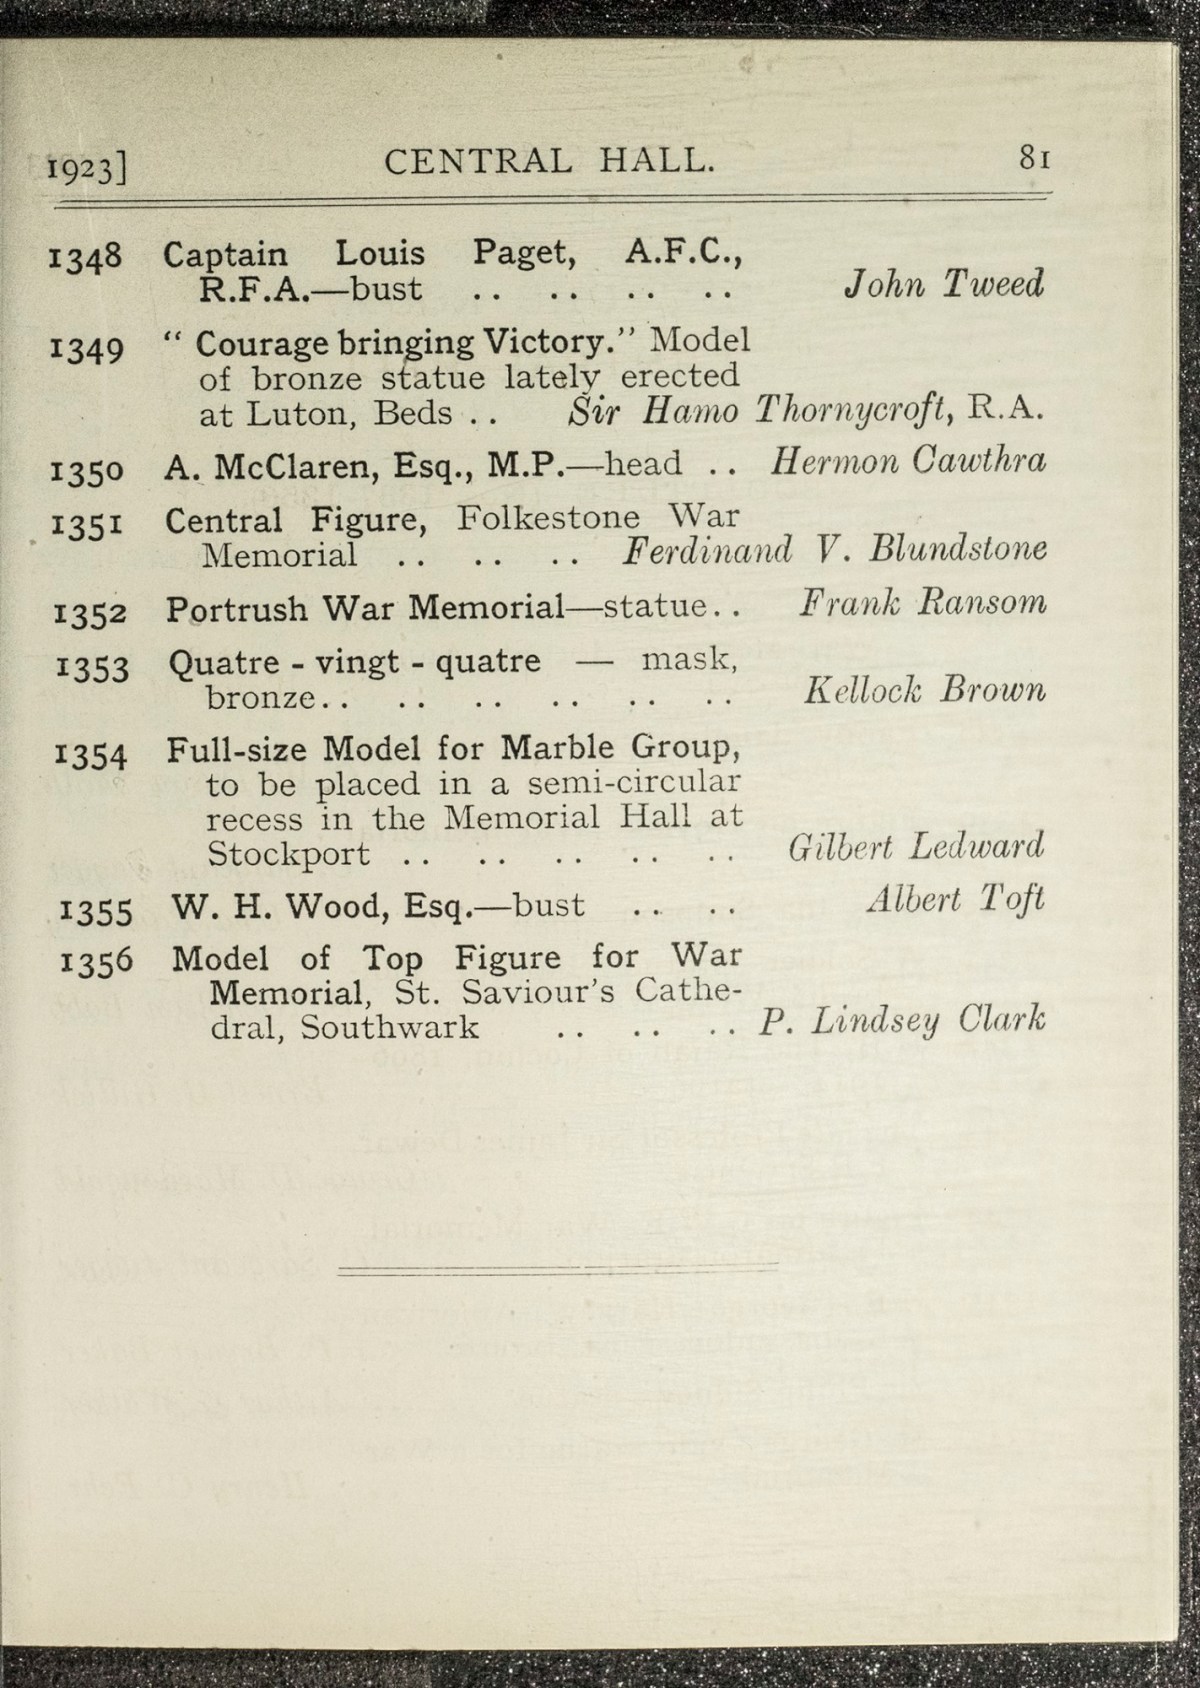 1923] CENTRAL HALL. 81
1348 Captain Louis Paget, A.F.C.,
R.F.A.—bust .. .. .. .. John Tweed
1349 “ Courage bringing Victory.” Model
of bronze statue lately erected
at Luton, Beds .. Sir Hamo Thornycroft, R.A.
1350 A. McClaren, Esq., M.P.—head .. Hermon Cawthra
1351 Central Figure, Folkestone War
Memorial .. .. .. Ferdinand V. Blundstone
1352 Portrush War Memorial—statue.. Frank Ransom
1353 Quatre - vingt - quatre — mask,
bronze.. .. .. .. .. .. Kellock Brown
1354 Full-size Model for Marble Group,
to be placed in a semi-circular
recess in the Memorial Hall at
Stockport .. .. .. .. .. Gilbert Ledward
1355 W. H. Wood, Esq.—bust .. .. Albert Toft
1356 Model of Top Figure for War
Memorial, St. Saviour's Cathe-
dral, Southwark .. .. .. P. Lindsey Clark